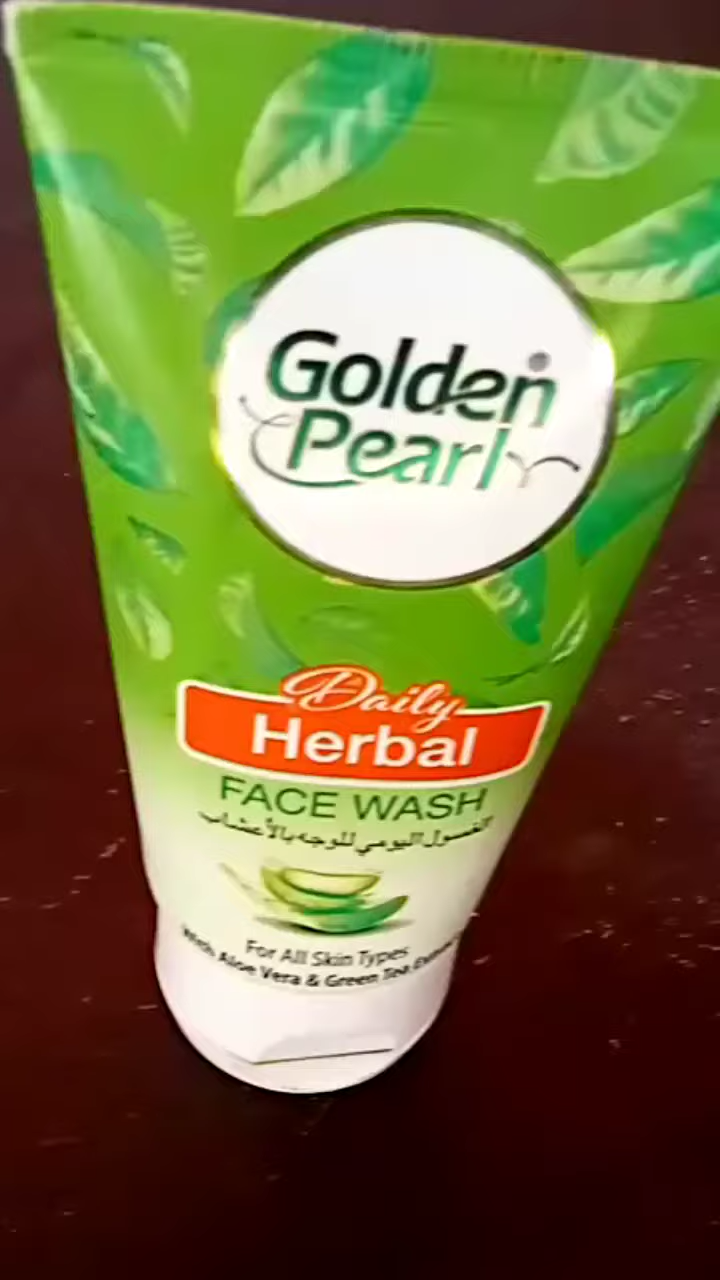 Golden
Pearl
Daily
Herbal
FACE WASH
الغسول اليومي للوجه بالأعشاب
For All Skin Types
With Aloe Vera & Green Tea Extract